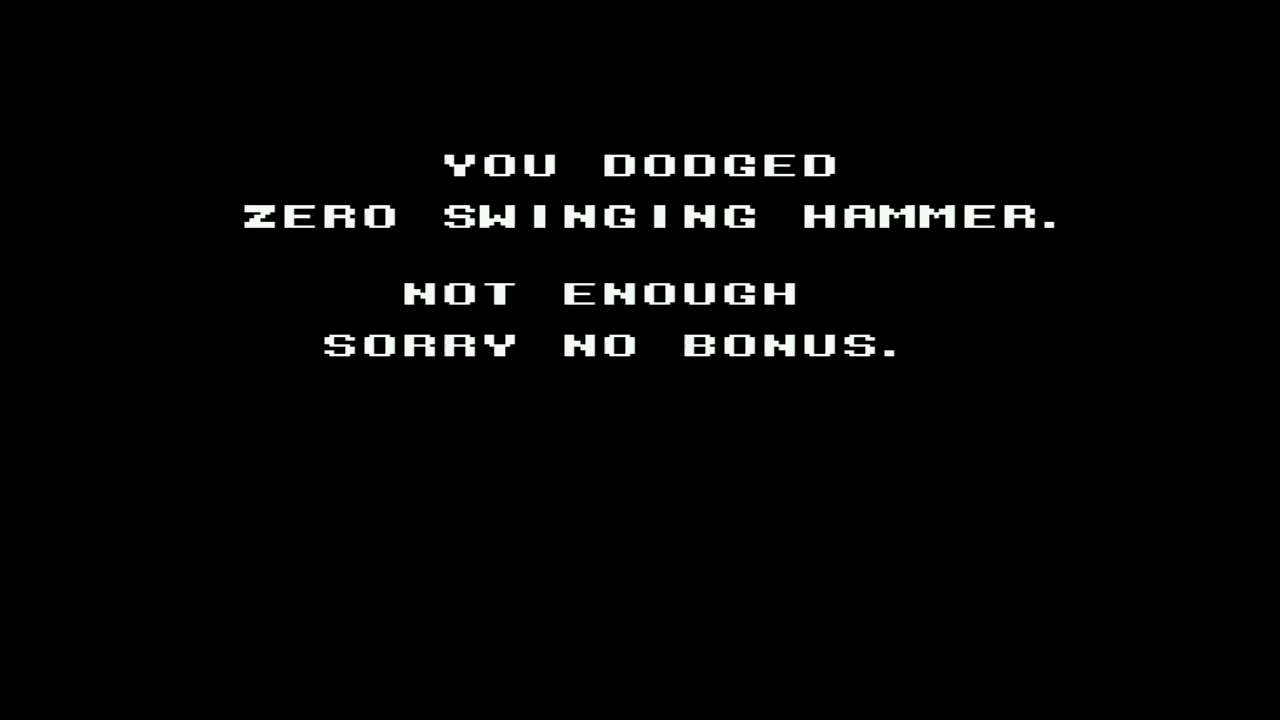 YOU DODGED
ZERO SWINGING HAMMER.
NOT ENOUGH
SORRY NO BONUS.